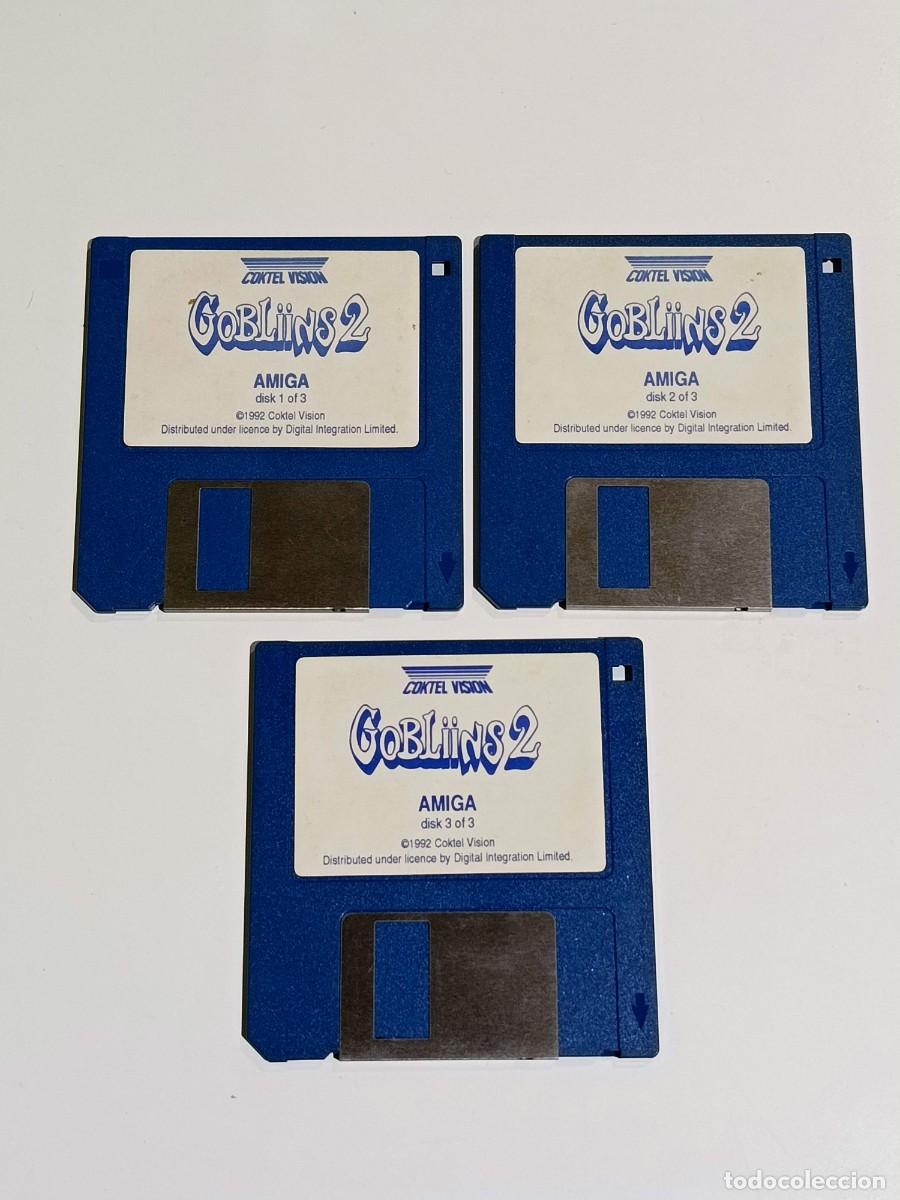 COKTEL VISION
GOBLiiNS 2
AMIGA
disk 1 of 3
©1992 Coktel Vision
Distributed under licence by Digital Integration Limited.
COKTEL VISION
GOBLiiNS 2
AMIGA
disk 2 of 3
©1992 Coktel Vision
Distributed under licence by Digital Integration Limited.
COKTEL VISION
GOBLiiNS 2
AMIGA
disk 3 of 3
©1992 Coktel Vision
Distributed under licence by Digital Integration Limited.
todocoleccion